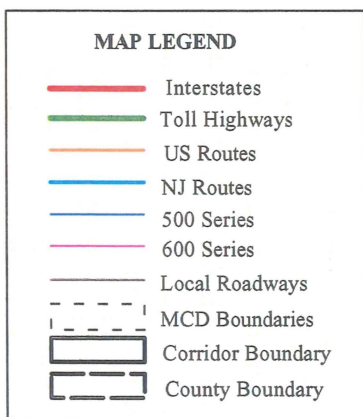 MAP LEGEND
Interstates
Toll Highways
US Routes
NJ Routes
500 Series
600 Series
Local Roadways
MCD Boundaries
Corridor Boundary
County Boundary